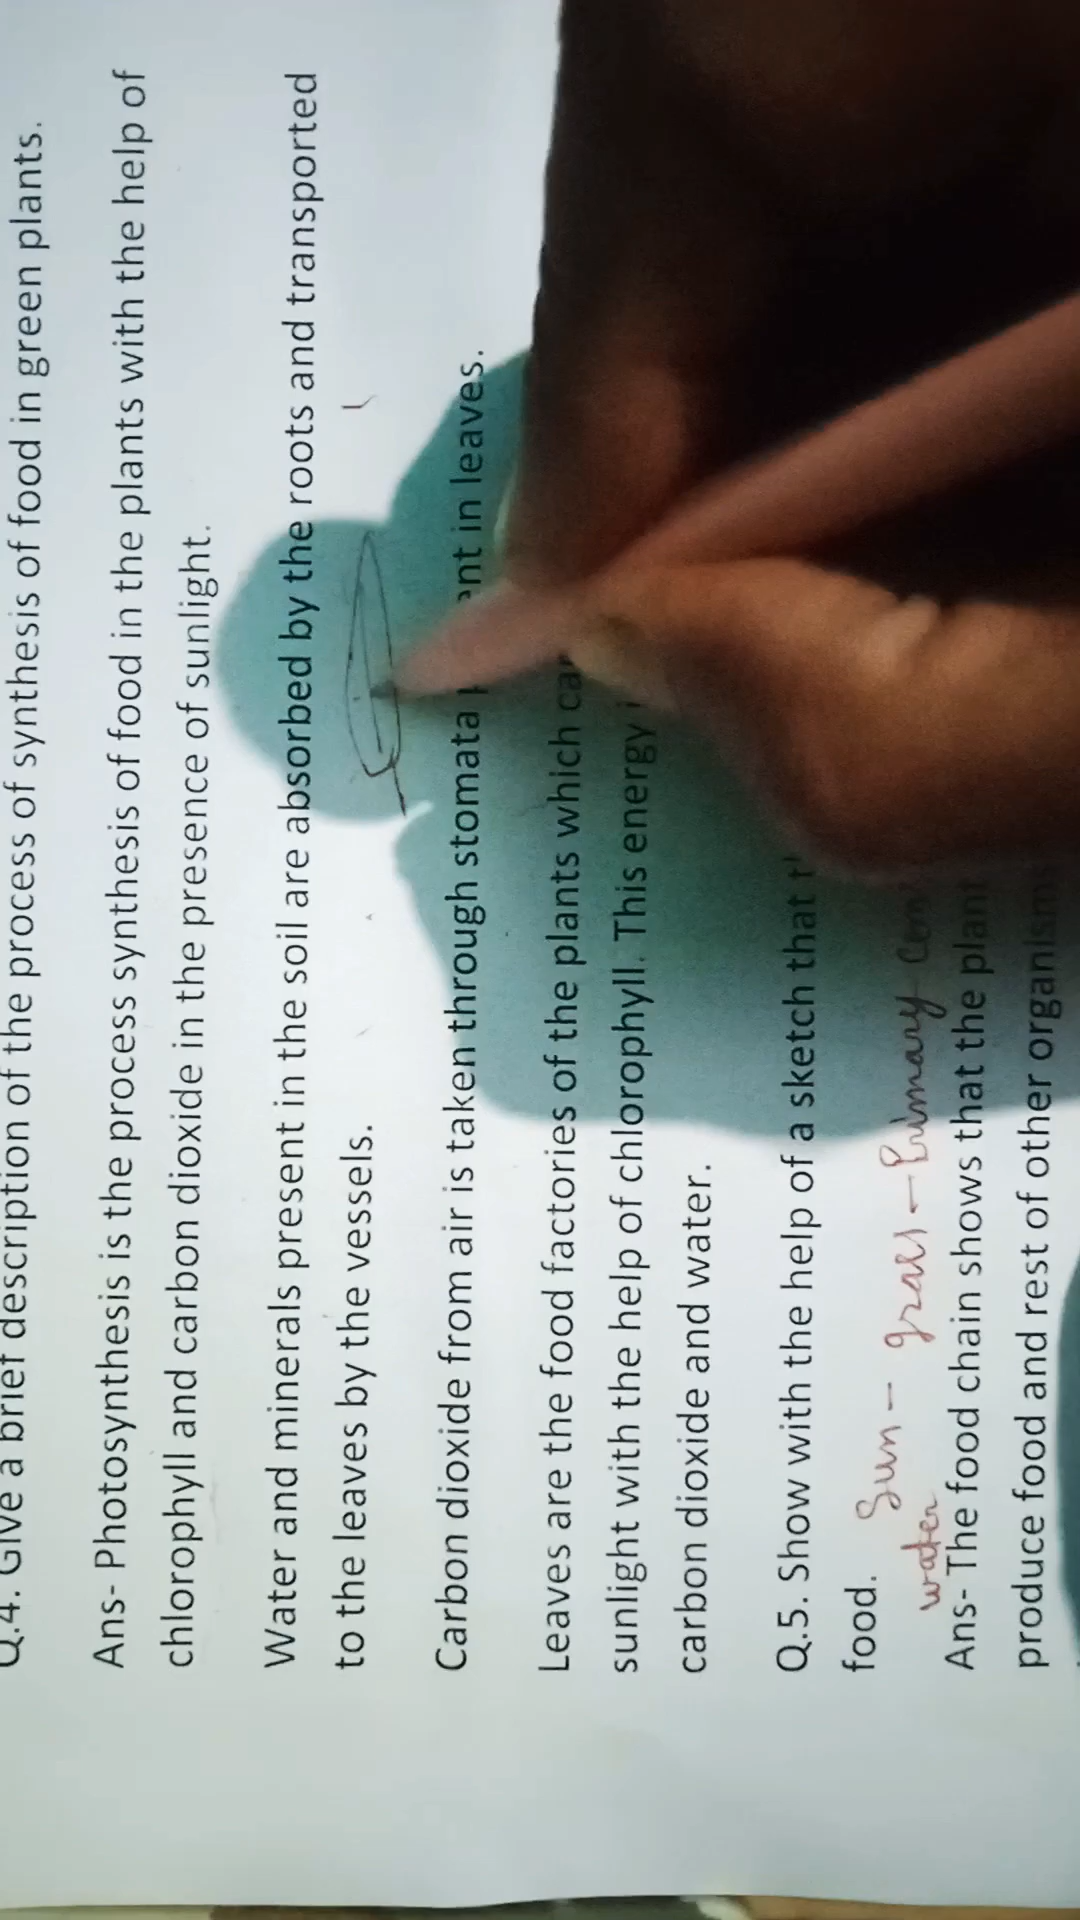 Q.4. Give a brief description of the process of synthesis of food in green plants.
Ans- Photosynthesis is the process synthesis of food in the plants with the help of
chlorophyll and carbon dioxide in the presence of sunlight.
Water and minerals present in the soil are absorbed by the roots and transported
to the leaves by the vessels.
Carbon dioxide from air is taken through stomata in leaves.
Leaves are the food factories of the plants which
sunlight with the help of chlorophyll. This energy
carbon dioxide and water.
Q.5. Show with the help of a sketch that
food.
Sun - grass - Primary
water
Ans- The food chain shows that the plant
produce food and rest of other organisms